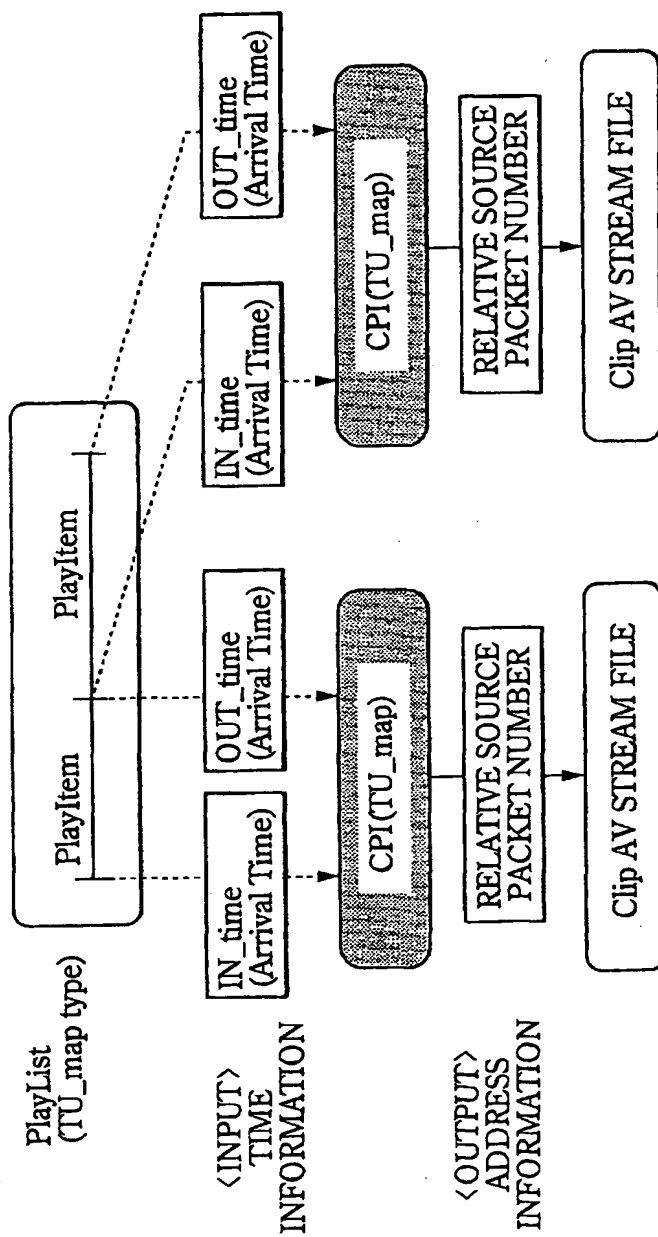 PlayList
(TU_map type)
PlayItem
PlayItem
<INPUT>
TIME
INFORMATION
IN_time
(Arrival Time)
OUT_time
(Arrival Time)
IN_time
(Arrival Time)
OUT_time
(Arrival Time)
CPI(TU_map)
CPI(TU_map)
<OUTPUT>
ADDRESS
INFORMATION
RELATIVE SOURCE
PACKET NUMBER
RELATIVE SOURCE
PACKET NUMBER
Clip AV STREAM FILE
Clip AV STREAM FILE